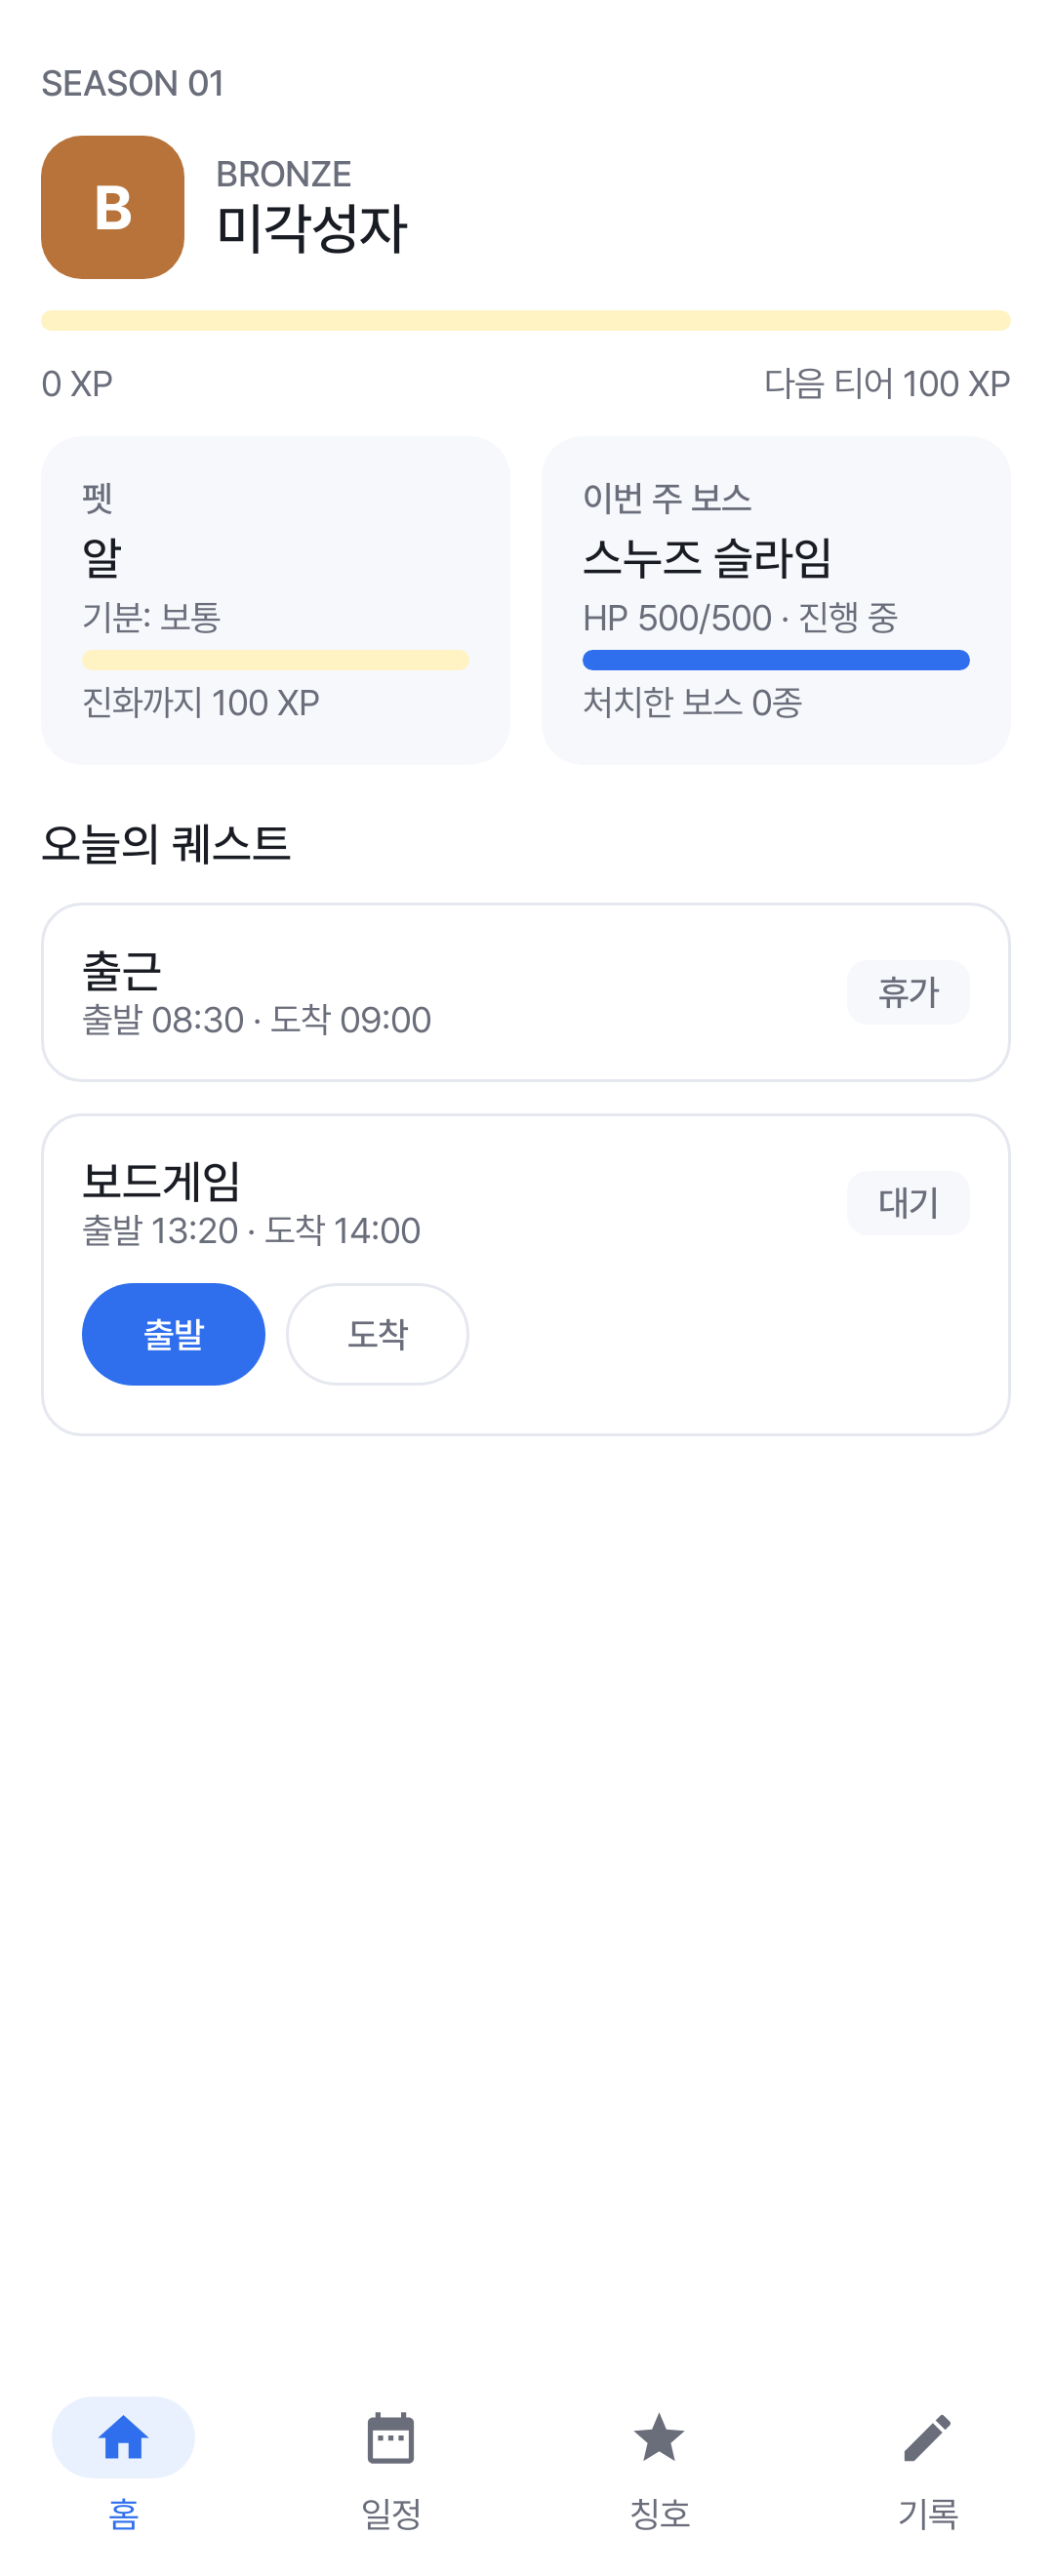 SEASON 01
B
BRONZE
미각성자
0 XP
다음 티어 100 XP
펫
알
기분: 보통
진화까지 100 XP
이번 주 보스
스누즈 슬라임
HP 500/500 · 진행 중
처치한 보스 0종
오늘의 퀘스트
출근
출발 08:30 · 도착 09:00
휴가
보드게임
출발 13:20 · 도착 14:00
대기
출발
도착
홈
일정
칭호
기록